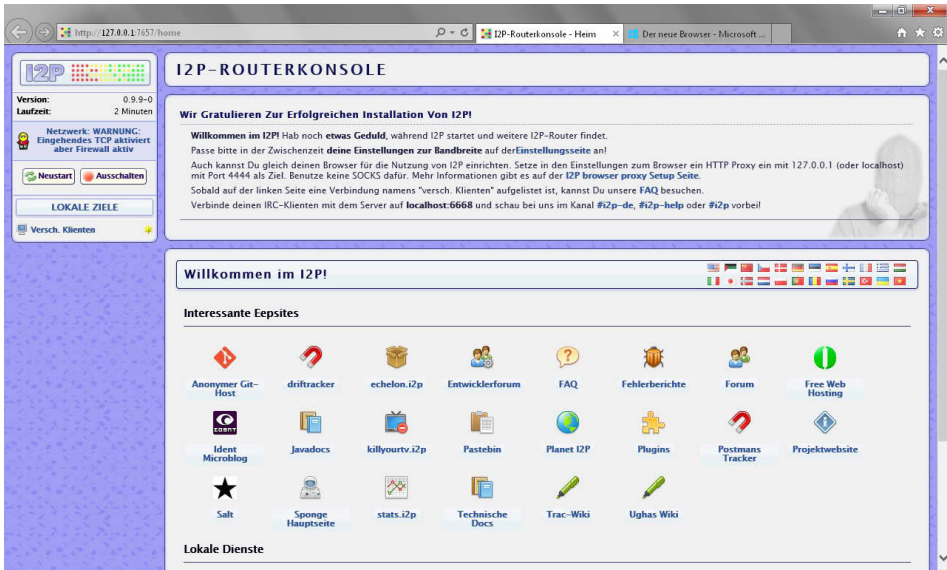 http://127.0.0.1:7657/home
I2P-Routerkonsole - Heim
Der neue Browser - Microsoft ...
I2P
I2P-ROUTERKONSOLE
Version: 0.9.9-0
Laufzeit: 2 Minuten
Netzwerk: WARNUNG:
Eingehendes TCP aktiviert
aber Firewall aktiv
Neustart Ausschalten
LOKALE ZIELE
Versch. Klienten
Wir Gratulieren Zur Erfolgreichen Installation Von I2P!
Willkommen im I2P! Hab noch etwas Geduld, während I2P startet und weitere I2P-Router findet.
Passe bitte in der Zwischenzeit deine Einstellungen zur Bandbreite auf derEinstellungsseite an!
Auch kannst Du gleich deinen Browser für die Nutzung von I2P einrichten. Setze in den Einstellungen zum Browser ein HTTP Proxy ein mit 127.0.0.1 (oder localhost)
mit Port 4444 als Ziel. Benutze keine SOCKS dafür. Mehr Informationen gibt es auf der I2P browser proxy Setup Seite.
Sobald auf der linken Seite eine Verbindung namens "versch. Klienten" aufgelistet ist, kannst Du unsere FAQ besuchen.
Verbinde deinen IRC-Klienten mit dem Server auf localhost:6668 und schau bei uns im Kanal #i2p-de, #i2p-help oder #i2p vorbei!
Willkommen im I2P!
Interessante Eepsites
Anonymer Git-
Host
driftracker
echelon.i2p
Entwicklerforum
FAQ
Fehlerberichte
Forum
Free Web
Hosting
Ident
Microblog
Javadocs
killyourtv.i2p
Pastebin
Planet I2P
Plugins
Postmans
Tracker
Projektwebsite
Salt
Sponge
Hauptseite
stats.i2p
Technische
Docs
Trac-Wiki
Ughas Wiki
Lokale Dienste